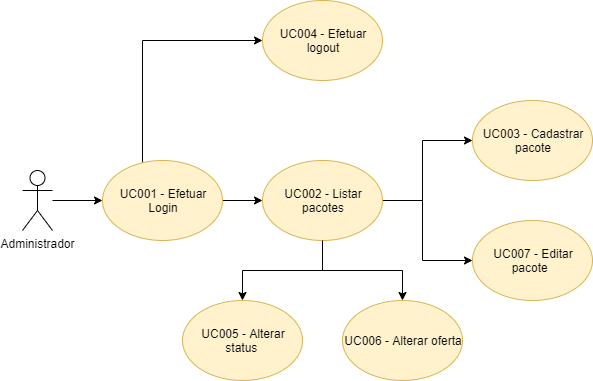 UC004 - Efetuar
logout
UC003 - Cadastrar
pacote
UC001 - Efetuar
Login
UC002 - Listar
pacotes
Administrador
UC007 - Editar
pacote
UC005 - Alterar
status
UC006 - Alterar oferta